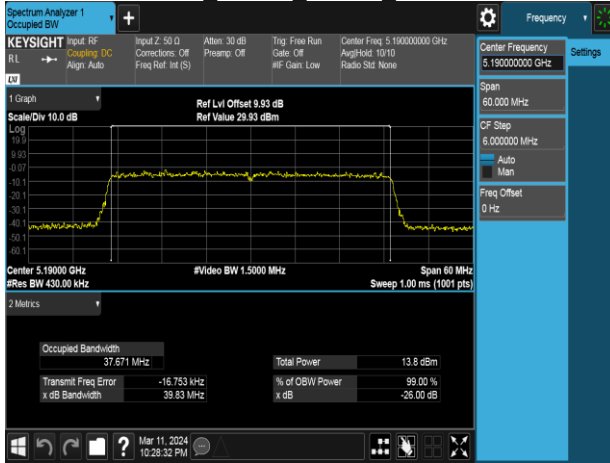 Spectrum Analyzer 1
Occupied BW
+
Frequency
KEYSIGHT
RL
Input: RF
Coupling: DC
Align: Auto
Input Z: 50 Ω
Corrections: Off
Freq Ref: Int (S)
Atten: 30 dB
Preamp: Off
Trig: Free Run
Gate: Off
#IF Gain: Low
Center Freq: 5.190000000 GHz
Avg|Hold: 10/10
Radio Std: None
LXI
Center Frequency
5.190000000 GHz
Settings
Span
60.000 MHz
CF Step
6.000000 MHz
Auto
Man
Freq Offset
0 Hz
1 Graph
Scale/Div 10.0 dB
Ref Lvl Offset 9.93 dB
Ref Value 29.93 dBm
Log
19.9
9.93
-0.07
-10.1
-20.1
-30.1
-40.1
-50.1
-60.1
Center 5.19000 GHz
#Res BW 430.00 kHz
#Video BW 1.5000 MHz
Span 60 MHz
Sweep 1.00 ms (1001 pts)
2 Metrics
Occupied Bandwidth
37.671 MHz
Total Power 13.8 dBm
Transmit Freq Error -16.753 kHz
% of OBW Power 99.00 %
x dB Bandwidth 39.83 MHz
x dB -26.00 dB
?
Mar 11, 2024
10:28:32 PM